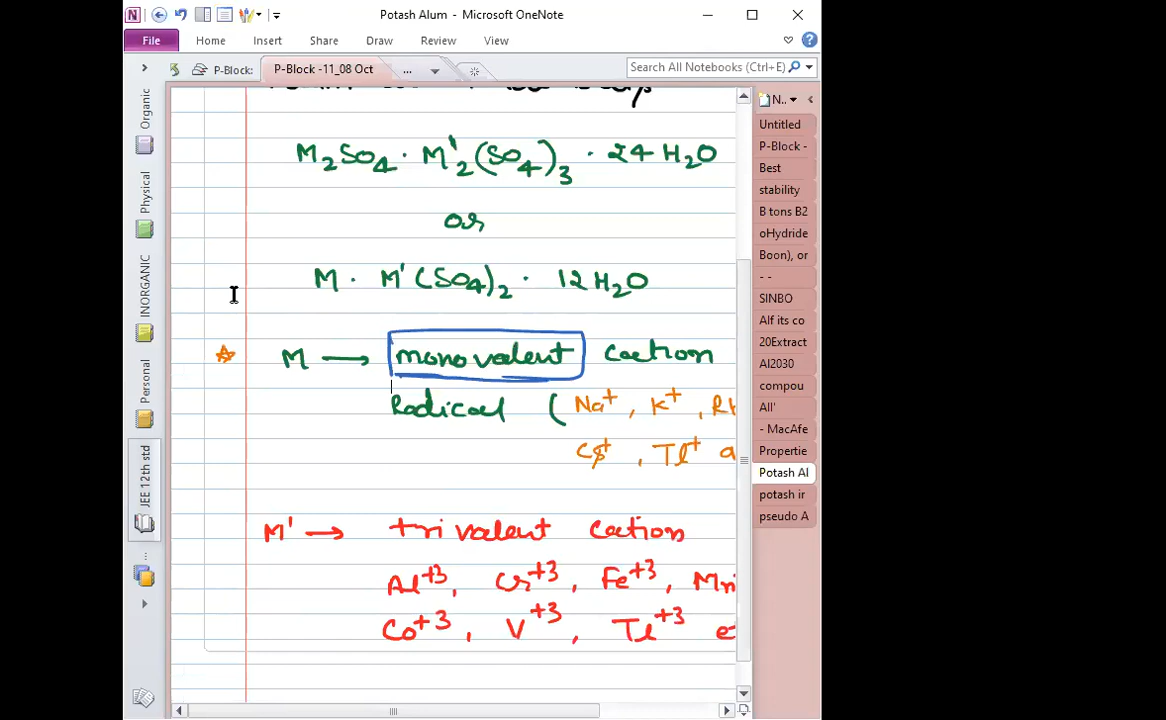 Potash Alum - Microsoft OneNote
File Home Insert Share Draw Review View
P-Block: P-Block -11_08 Oct ... Search All Notebooks (Ctrl+E)
Organic
Physical
INORGANIC
Personal
JEE 12th std
M₂SO₄ · M'₂(SO₄)₃ · 24 H₂O
or
M · M'(SO₄)₂ · 12 H₂O
M → monovalent cation
Radical ( Na⁺, K⁺, Rb
Cs⁺, Tl⁺ a
M' → trivalent cation
Al⁺³, Cr⁺³, Fe⁺³, Mn
Co⁺³, V⁺³, Tl⁺³ e
N..
Untitled
P-Block -
Best
stability
B tons B2
oHydride
Boon), or
- -
SINBO
Alf its co
20Extract
Al2030
compou
All'
- MacAfe
Propertie
Potash Al
potash ir
pseudo A